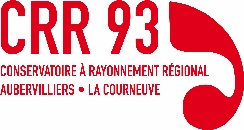 CRR 93
CONSERVATOIRE À RAYONNEMENT RÉGIONAL
AUBERVILLIERS • LA COURNEUVE